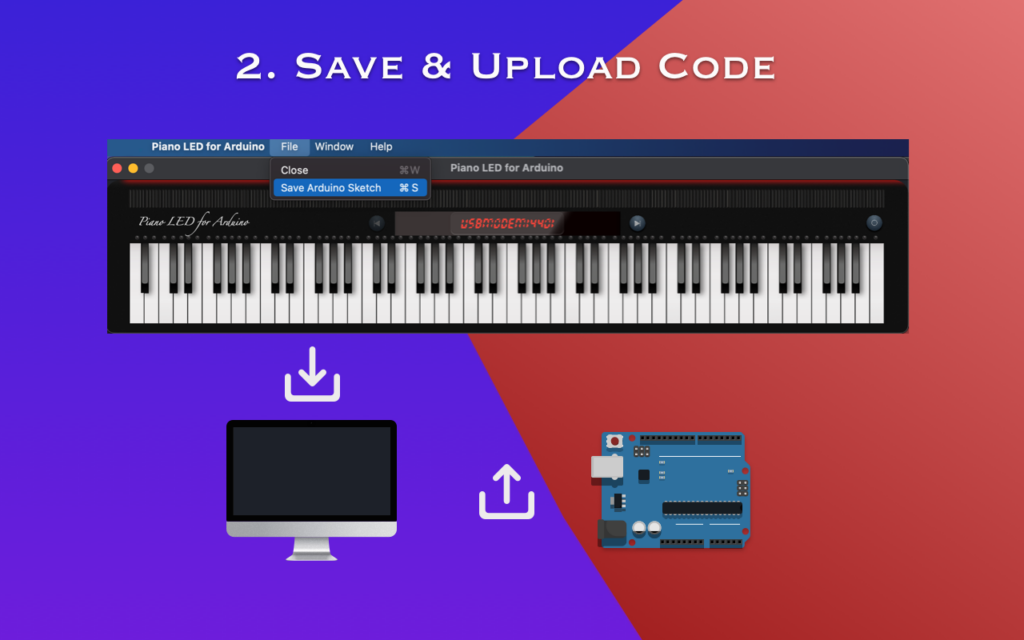 2. Save & Upload Code
Piano LED for Arduino File Window Help
Piano LED for Arduino
Close ⌘W
Save Arduino Sketch ⌘ S
Piano LED for Arduino
USBMODEM14401